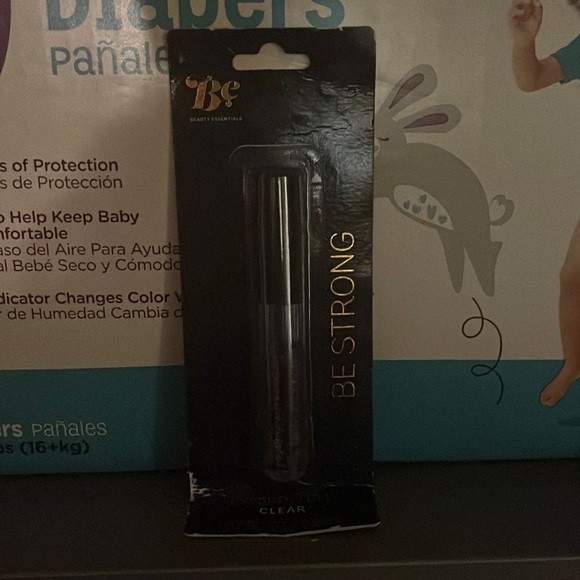 Diapers
Pañale
s of Protection
s de Protección
o Help Keep Baby
nfortable
aso del Aire Para Ayuda
al Bebé Seco y Cómodo
dicator Changes Color
r de Humedad Cambia d
rs PAÑALES
es (16+kg)
Be
BEAUTY ESSENTIALS
BE STRONG
CLEAR